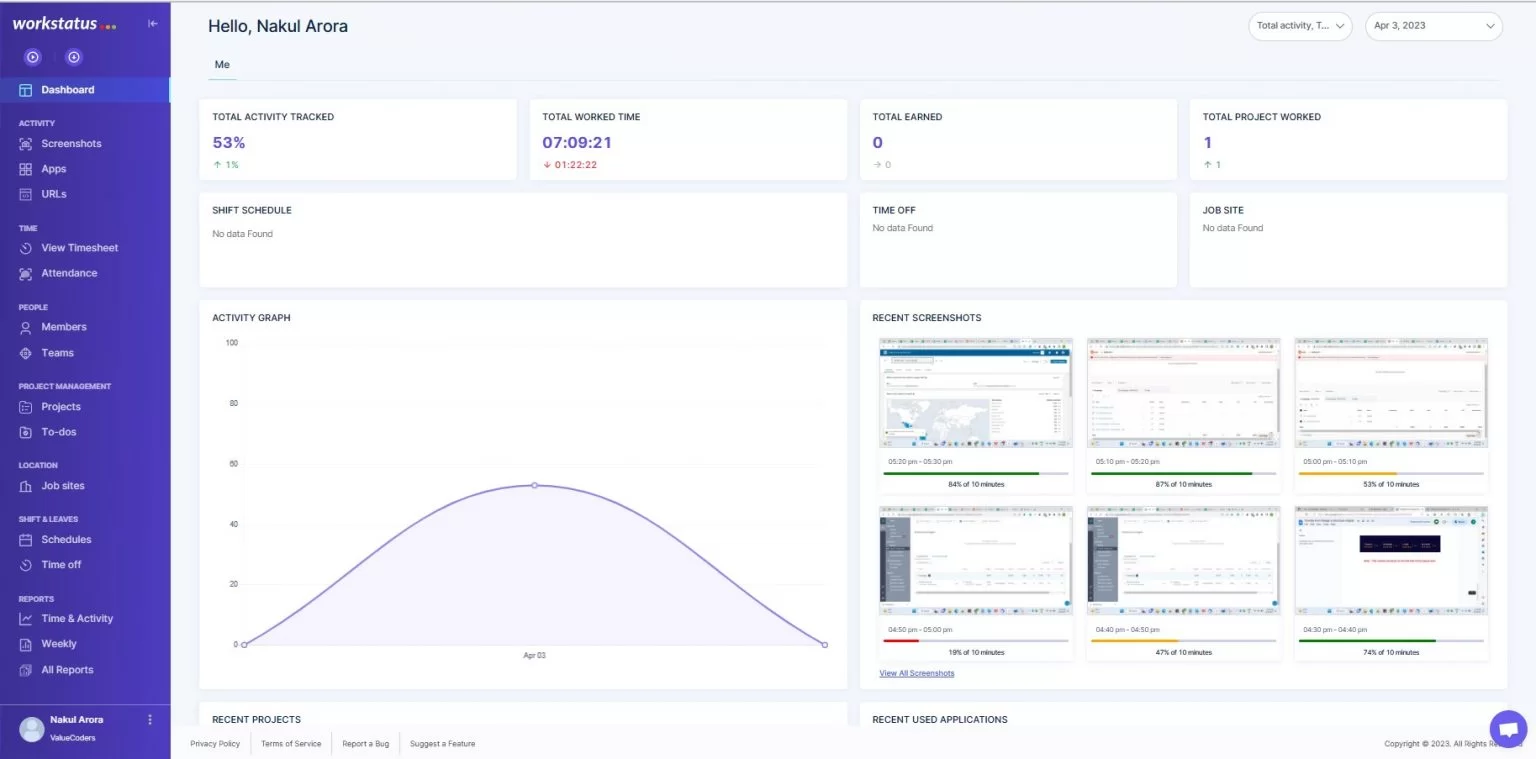 workstatus
Dashboard
ACTIVITY
Screenshots
Apps
URLs
TIME
View Timesheet
Attendance
PEOPLE
Members
Teams
PROJECT MANAGEMENT
Projects
To-dos
LOCATION
Job sites
SHIFT & LEAVES
Schedules
Time off
REPORTS
Time & Activity
Weekly
All Reports
Nakul Arora
ValueCoders
Hello, Nakul Arora
Total activity, T...
Apr 3, 2023
Me
TOTAL ACTIVITY TRACKED
53%
↑ 1%
TOTAL WORKED TIME
07:09:21
↓ 01:22:22
TOTAL EARNED
0
→ 0
TOTAL PROJECT WORKED
1
↑ 1
SHIFT SCHEDULE
No data Found
TIME OFF
No data Found
JOB SITE
No data Found
ACTIVITY GRAPH
100
80
60
40
20
0
Apr 03
RECENT SCREENSHOTS
05:20 pm - 05:30 pm
84% of 10 minutes
05:10 pm - 05:20 pm
87% of 10 minutes
05:00 pm - 05:10 pm
53% of 10 minutes
04:50 pm - 05:00 pm
19% of 10 minutes
04:40 pm - 04:50 pm
47% of 10 minutes
04:30 pm - 04:40 pm
74% of 10 minutes
View All Screenshots
RECENT PROJECTS
RECENT USED APPLICATIONS
Privacy Policy
Terms of Service
Report a Bug
Suggest a Feature
Copyright © 2023. All Rights